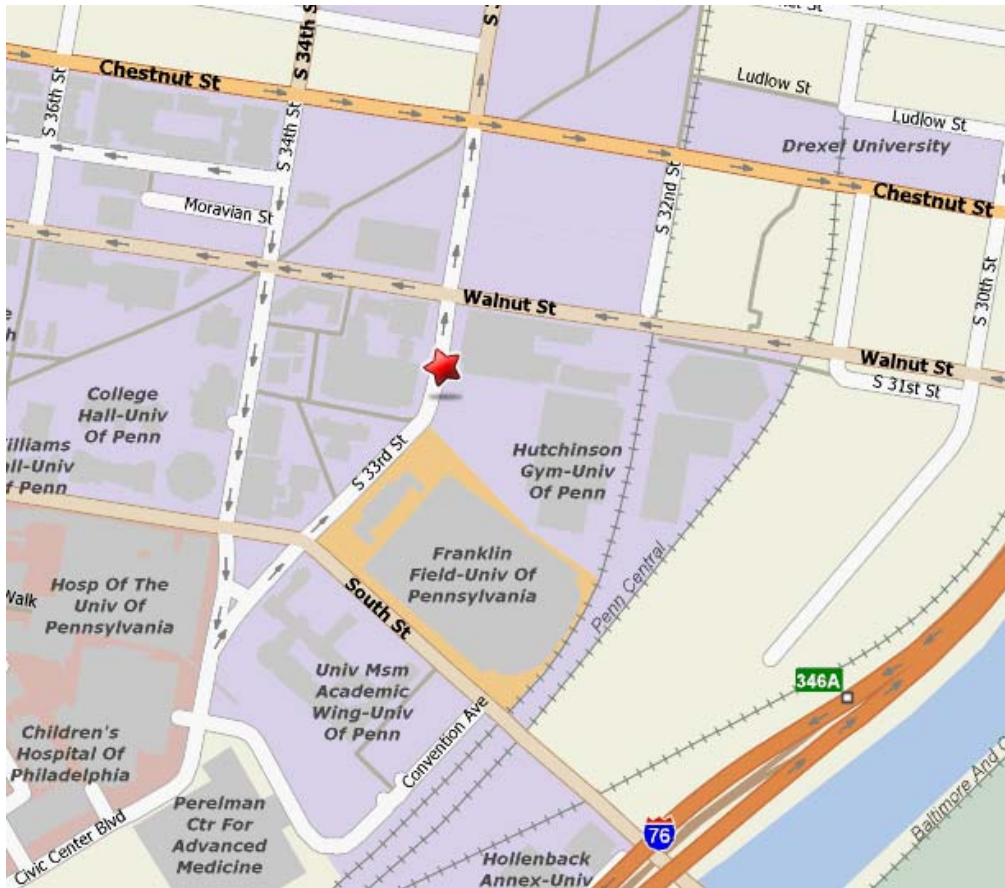 S 34th St
S 36th St
Chestnut St
S 34th St
Moravian St
Ludlow St
Ludlow St
Drexel University
Chestnut St
S 32nd St
S 30th St
Walnut St
Walnut St
S 31st St
College
Hall-Univ
Of Penn
S 33rd St
Hutchinson
Gym-Univ
Of Penn
Of Penn
Franklin
Field-Univ Of
Pennsylvania
Penn Central
Hosp Of The
Univ Of
Pennsylvania
Walk
South St
346A
Univ Msm
Academic
Wing-Univ
Of Penn
Convention Ave
Children's
Hospital Of
Philadelphia
Perelman
Ctr For
Advanced
Medicine
Civic Center Blvd
76
Hollenback
Annex-Univ
Baltimore And